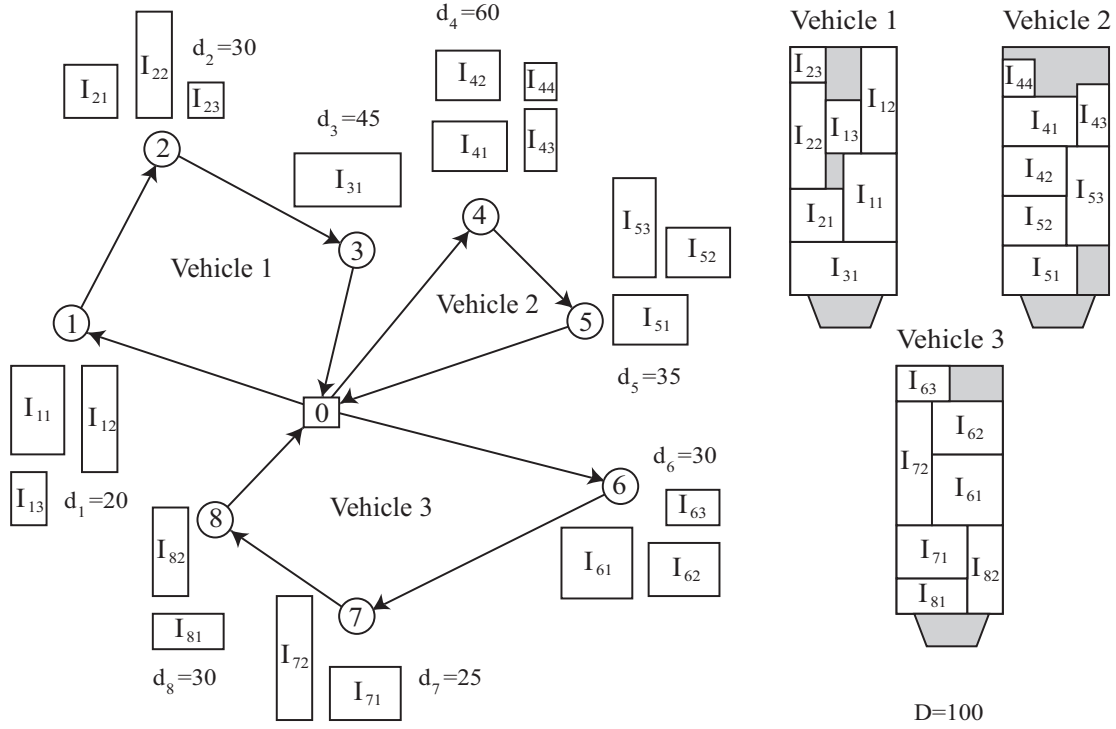 d₄=60
Vehicle 1
Vehicle 2
I₂₁
I₂₂
d₂=30
I₂₃
I₄₂
I₄₄
d₃=45
I₄₁
I₄₃
2
I₃₁
3
4
I₅₃
I₅₂
Vehicle 1
Vehicle 2
1
5
I₅₁
d₅=35
0
I₁₁
I₁₂
I₁₃
d₁=20
d₆=30
6
I₆₃
8
Vehicle 3
I₈₂
I₆₁
I₆₂
7
I₈₁
I₇₂
d₈=30
I₇₁
d₇=25
I₂₃
I₁₂
I₂₂
I₁₃
I₂₁
I₁₁
I₃₁
I₄₄
I₄₁
I₄₃
I₄₂
I₅₃
I₅₂
I₅₁
Vehicle 3
I₆₃
I₆₂
I₇₂
I₆₁
I₇₁
I₈₂
I₈₁
D=100